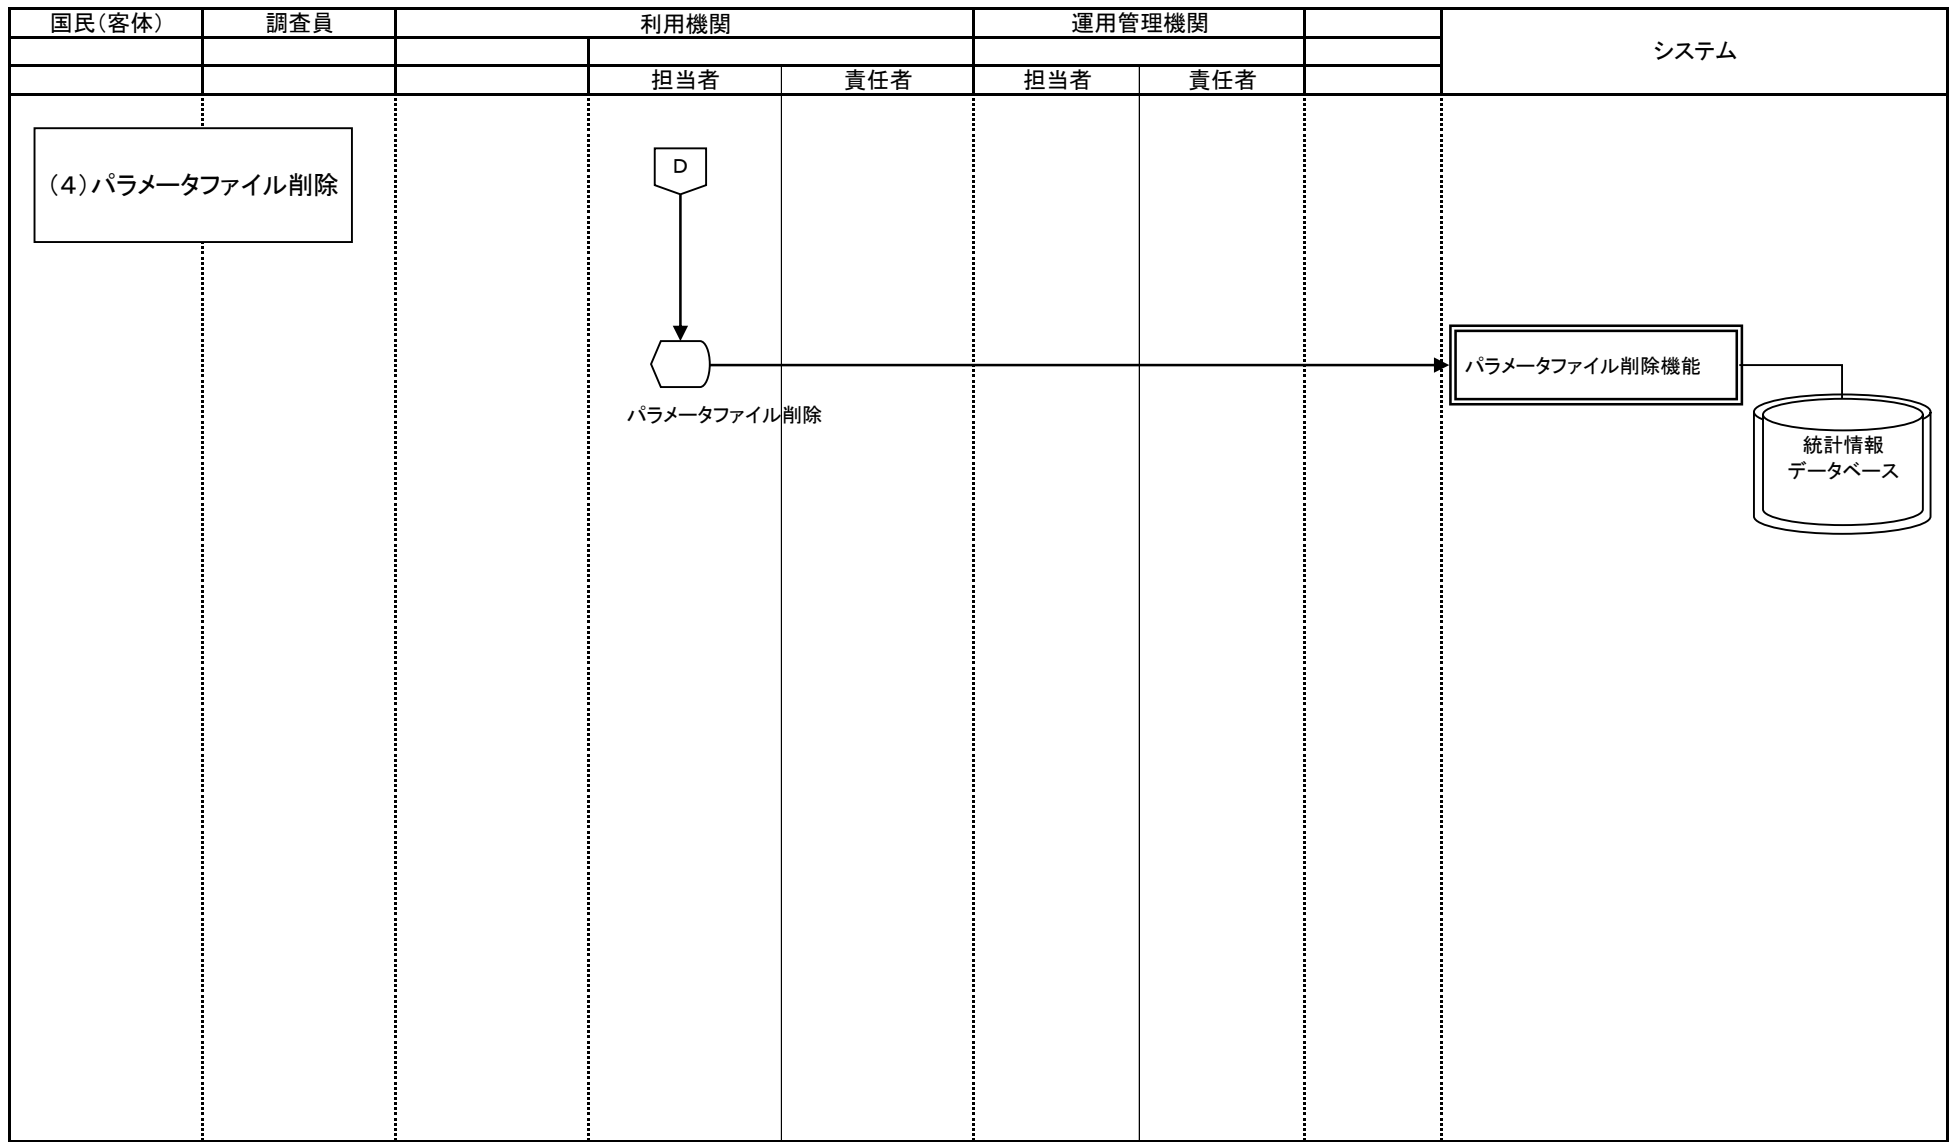 国民（客体）
調査員
利用機関
運用管理機関
システム
担当者
責任者
担当者
責任者
（4）パラメータファイル削除
D
パラメータファイル削除機能
パラメータファイル削除
統計情報
データベース